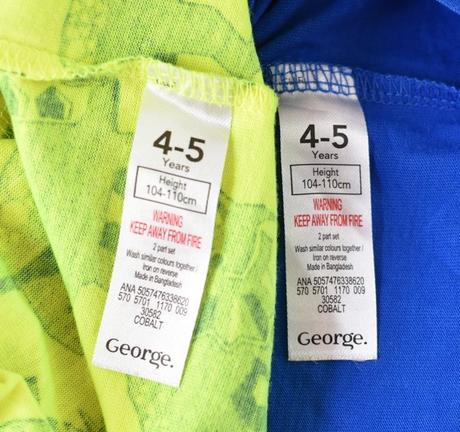 4-5
Years
Height
104-110cm
WARNING
KEEP AWAY FROM FIRE
2 part set
Wash similar colours together /
Iron on reverse
Made in Bangladesh
ANA 5057476338620
570 5701 1170 009
30582
COBALT
George.
4-5
Years
Height
104-110cm
WARNING
KEEP AWAY FROM FIRE
2 part set
Wash similar colours together /
Iron on reverse
Made in Bangladesh
ANA 5057476338620
570 5701 1170 009
30582
COBALT
George.